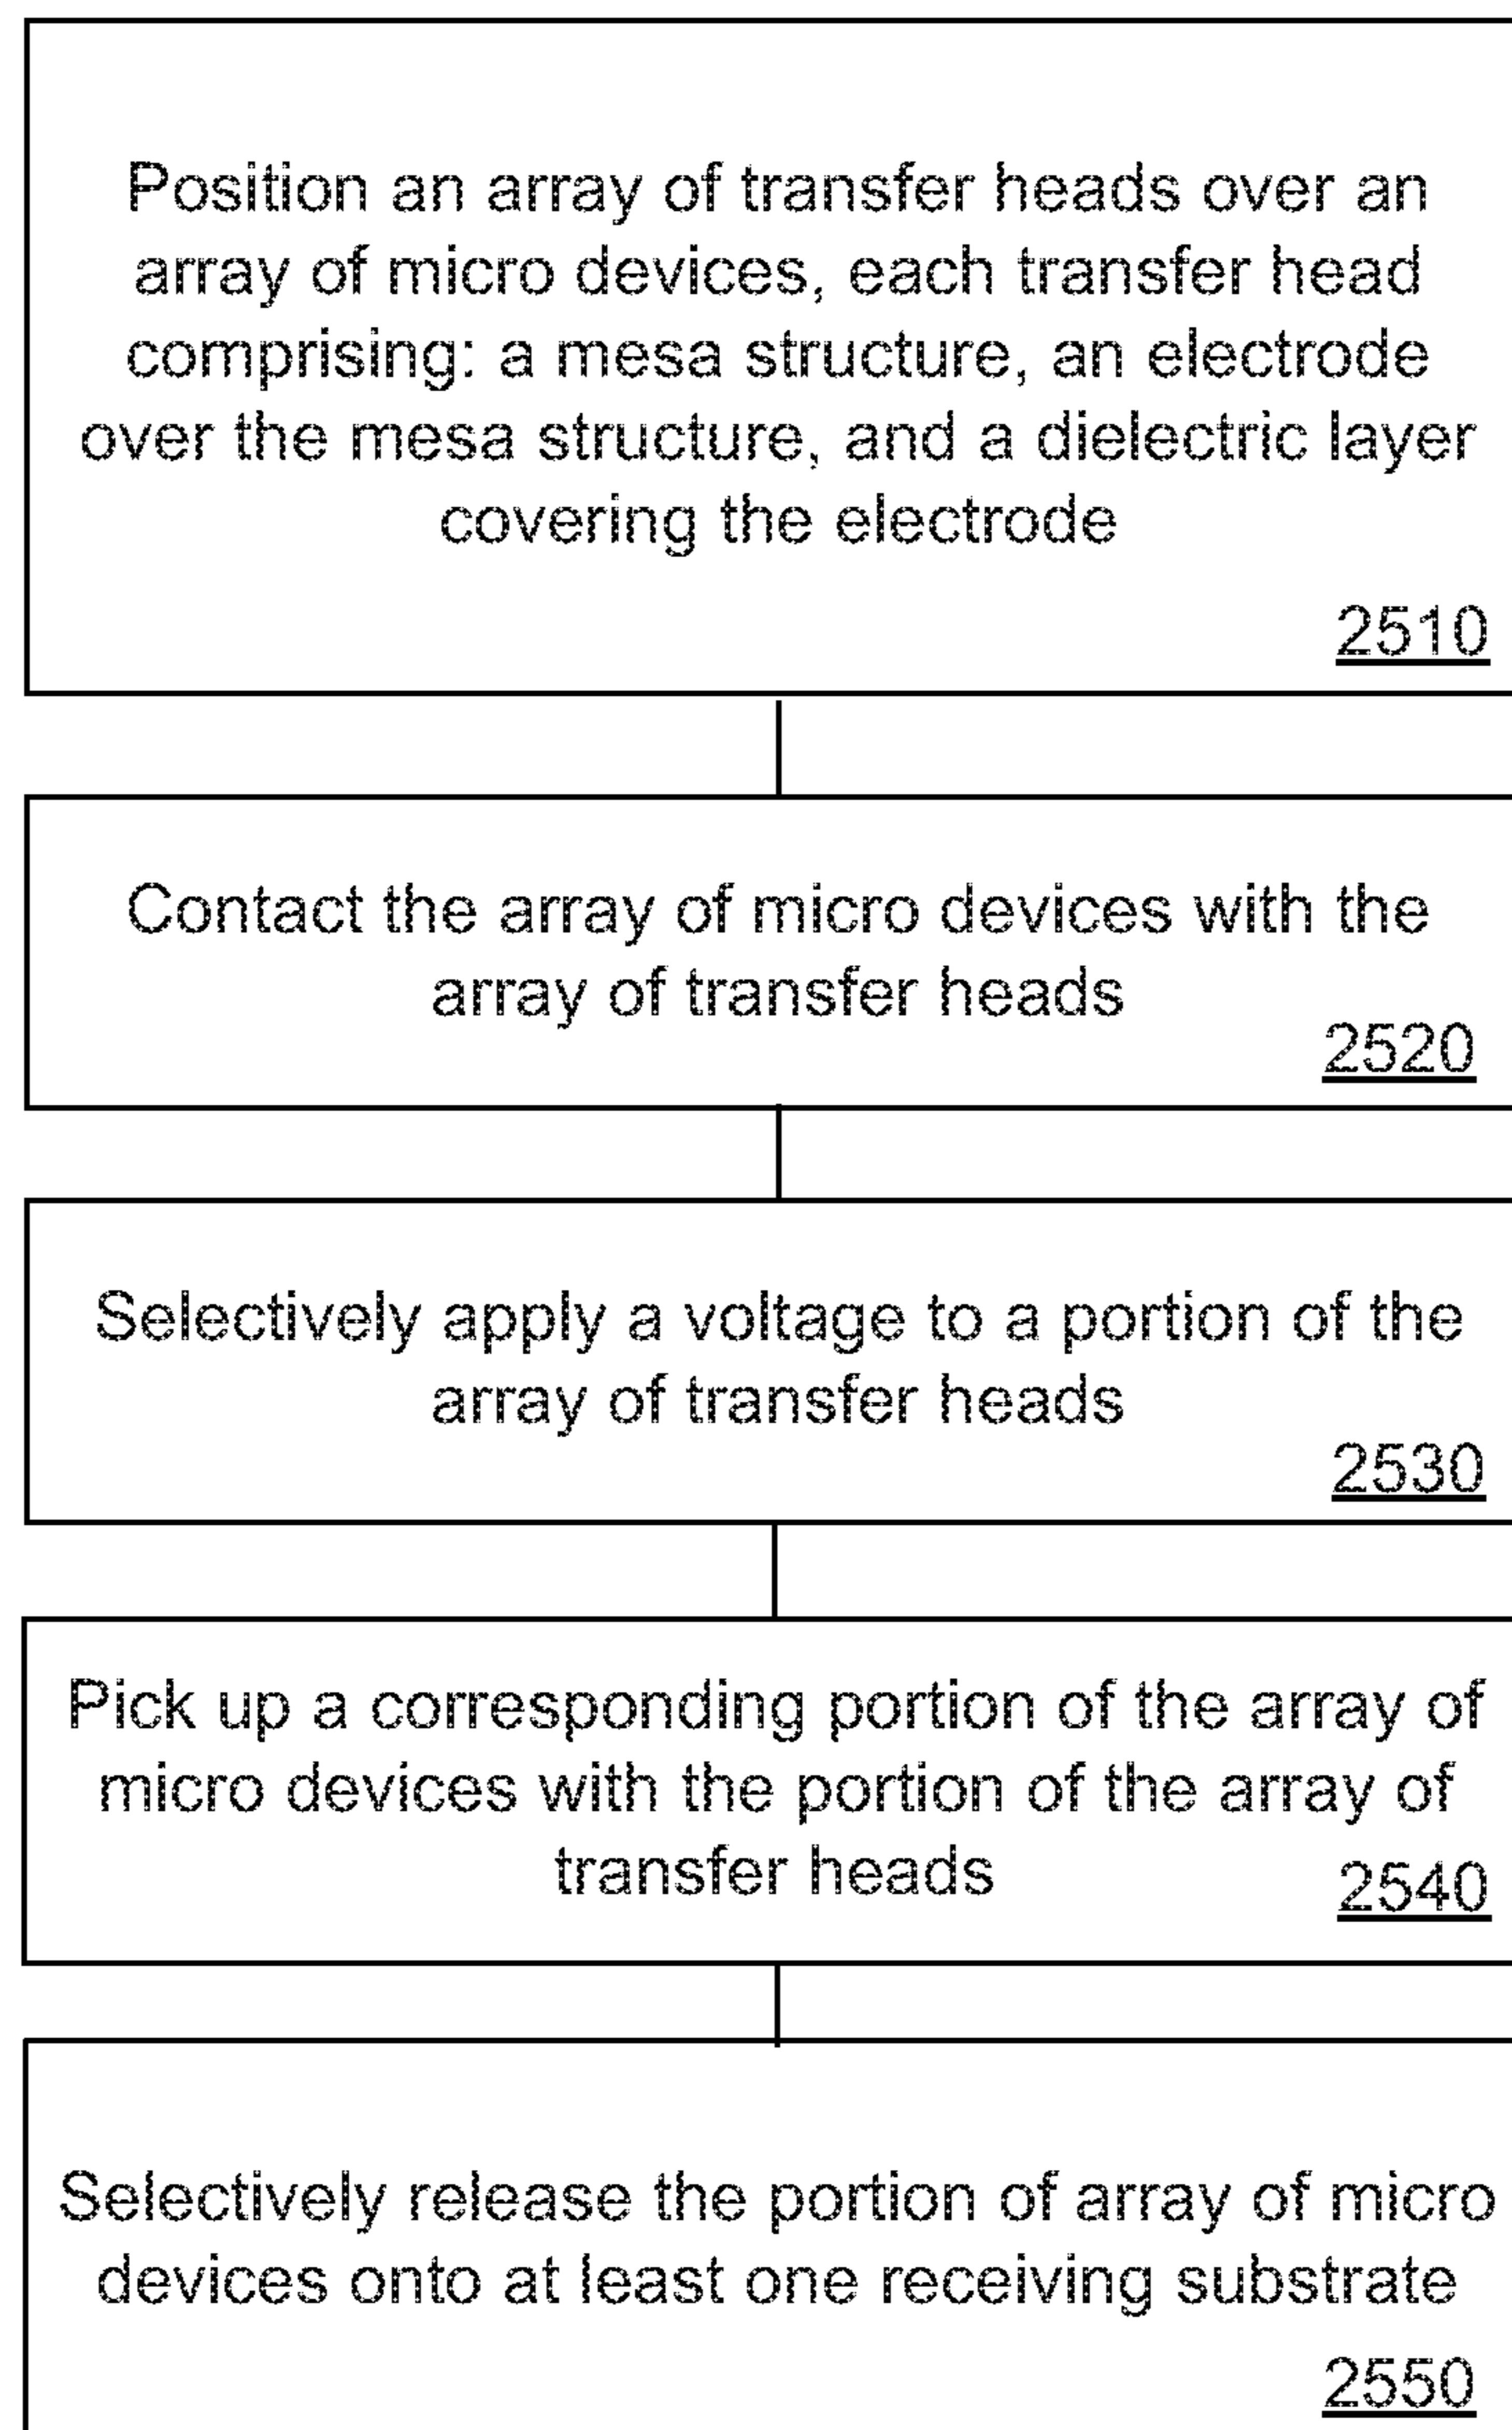 Position an array of transfer heads over an
array of micro devices, each transfer head
comprising: a mesa structure, an electrode
over the mesa structure, and a dielectric layer
covering the electrode
2510
Contact the array of micro devices with the
array of transfer heads
2520
Selectively apply a voltage to a portion of the
array of transfer heads
2530
Pick up a corresponding portion of the array of
micro devices with the portion of the array of
transfer heads
2540
Selectively release the portion of array of micro
devices onto at least one receiving substrate
2550